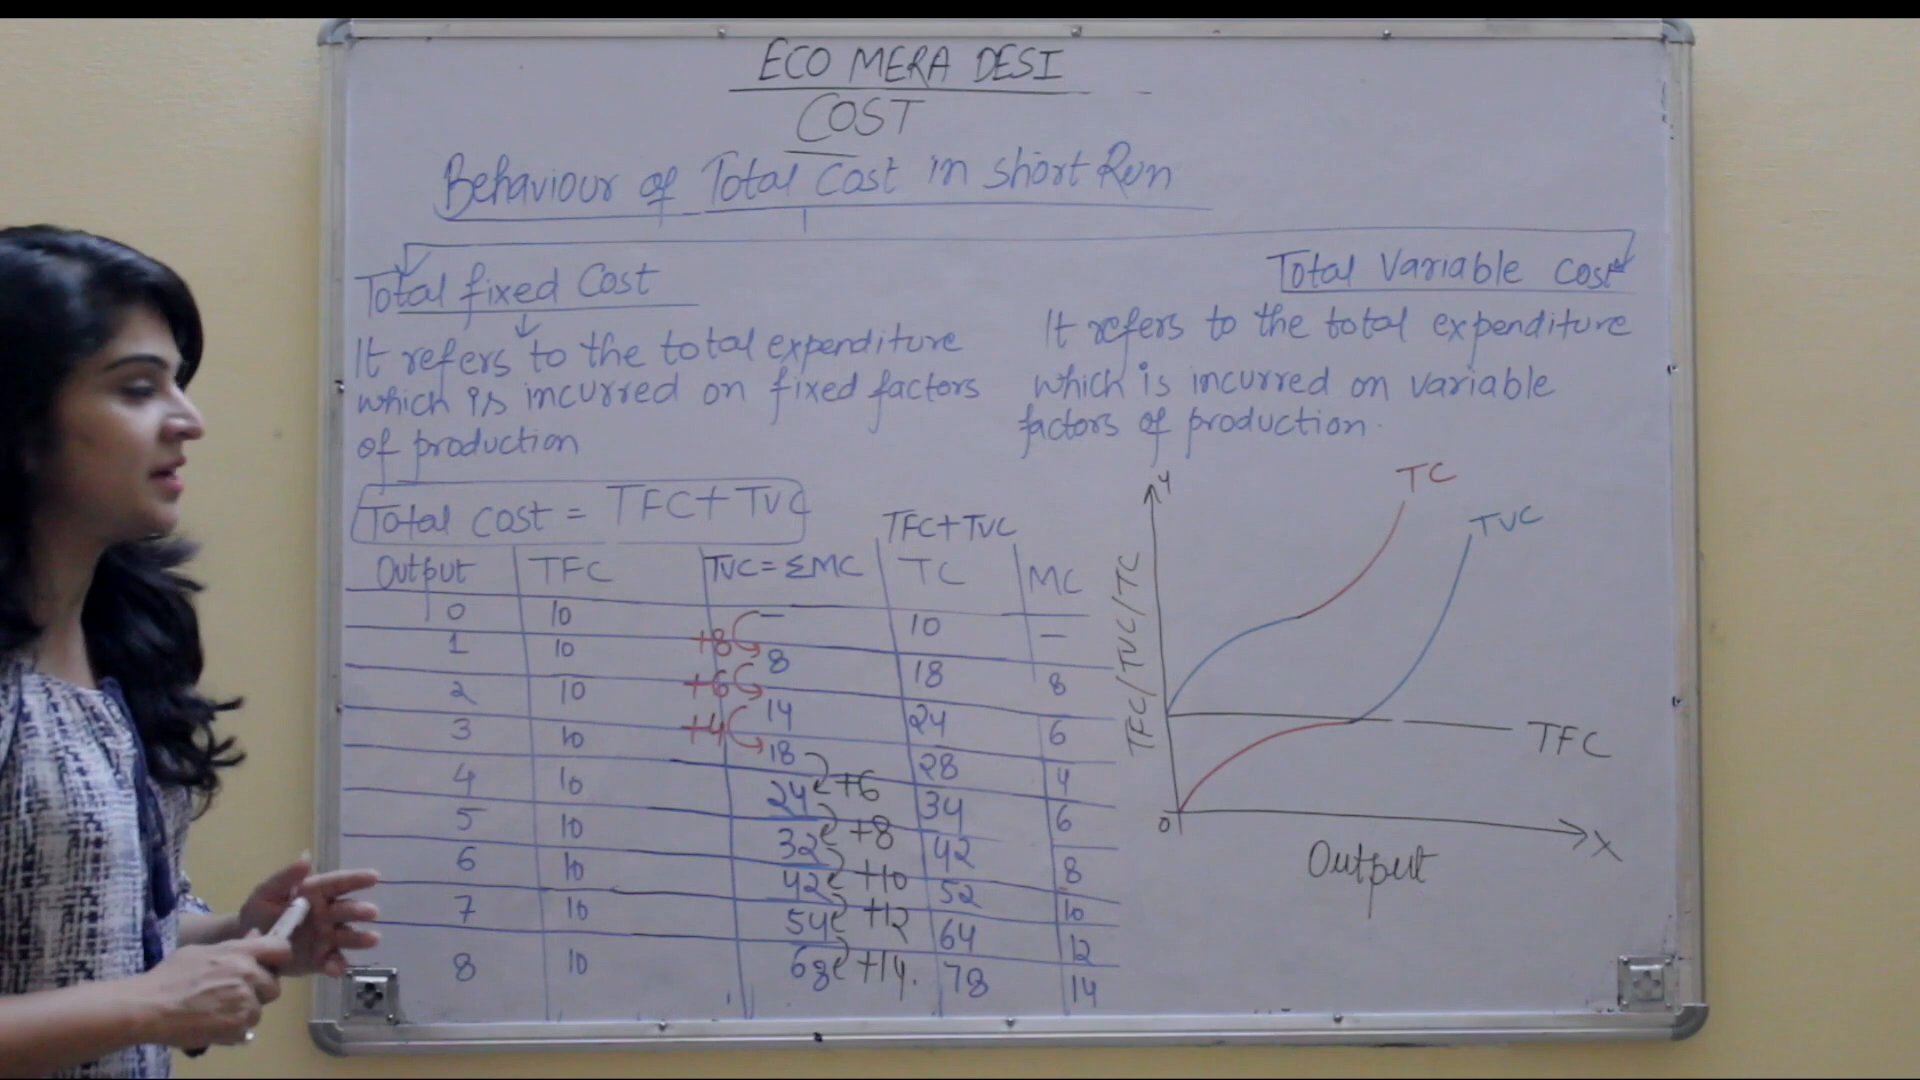 ECO MERA DESI
COST
Behaviour of Total Cost in Short Run
Total fixed Cost
It refers to the total expenditure
which is incurred on fixed factors
of production
Total Variable Cost
It refers to the total expenditure
which is incurred on variable
factors of production.
Total Cost = TFC + TVC
TFC+TVC
Output TFC TVC = ΣMC TC MC
0 10 — 10 —
+8
1 10 8 18 8
+6
2 10 14 24 6
+4
3 10 18 28 4
+6
4 10 24 34 6
+8
5 10 32 42 8
+10
6 10 42 52 10
+12
7 10 54 64 12
+14.
8 10 68 78 14
Y
TC
TVC
TFC/TVC/TC
TFC
0
X
Output